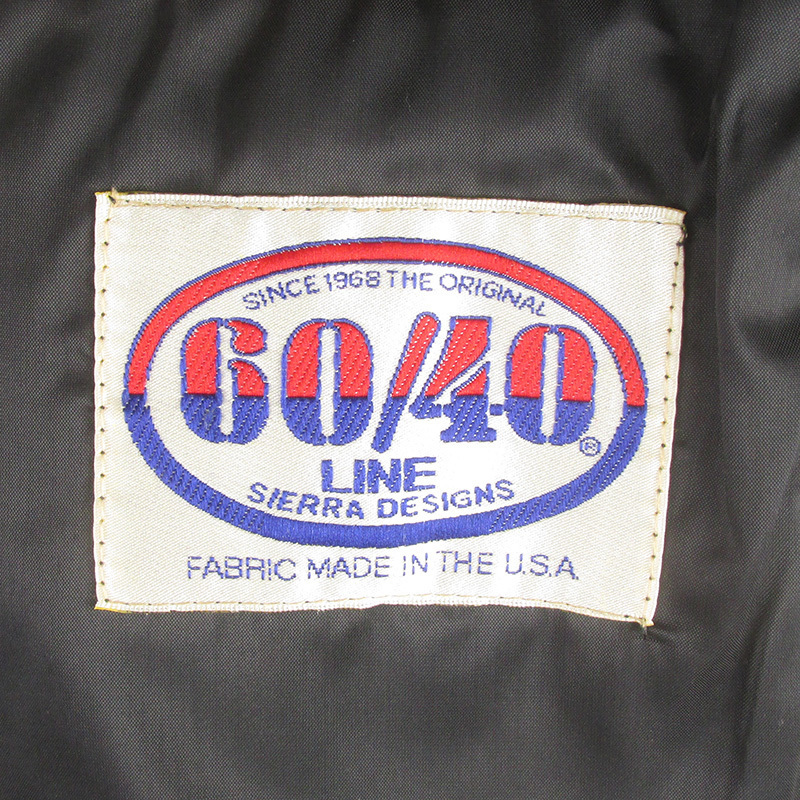 SINCE 1968 THE ORIGINAL
60/40®
LINE
SIERRA DESIGNS
FABRIC MADE IN THE U.S.A.